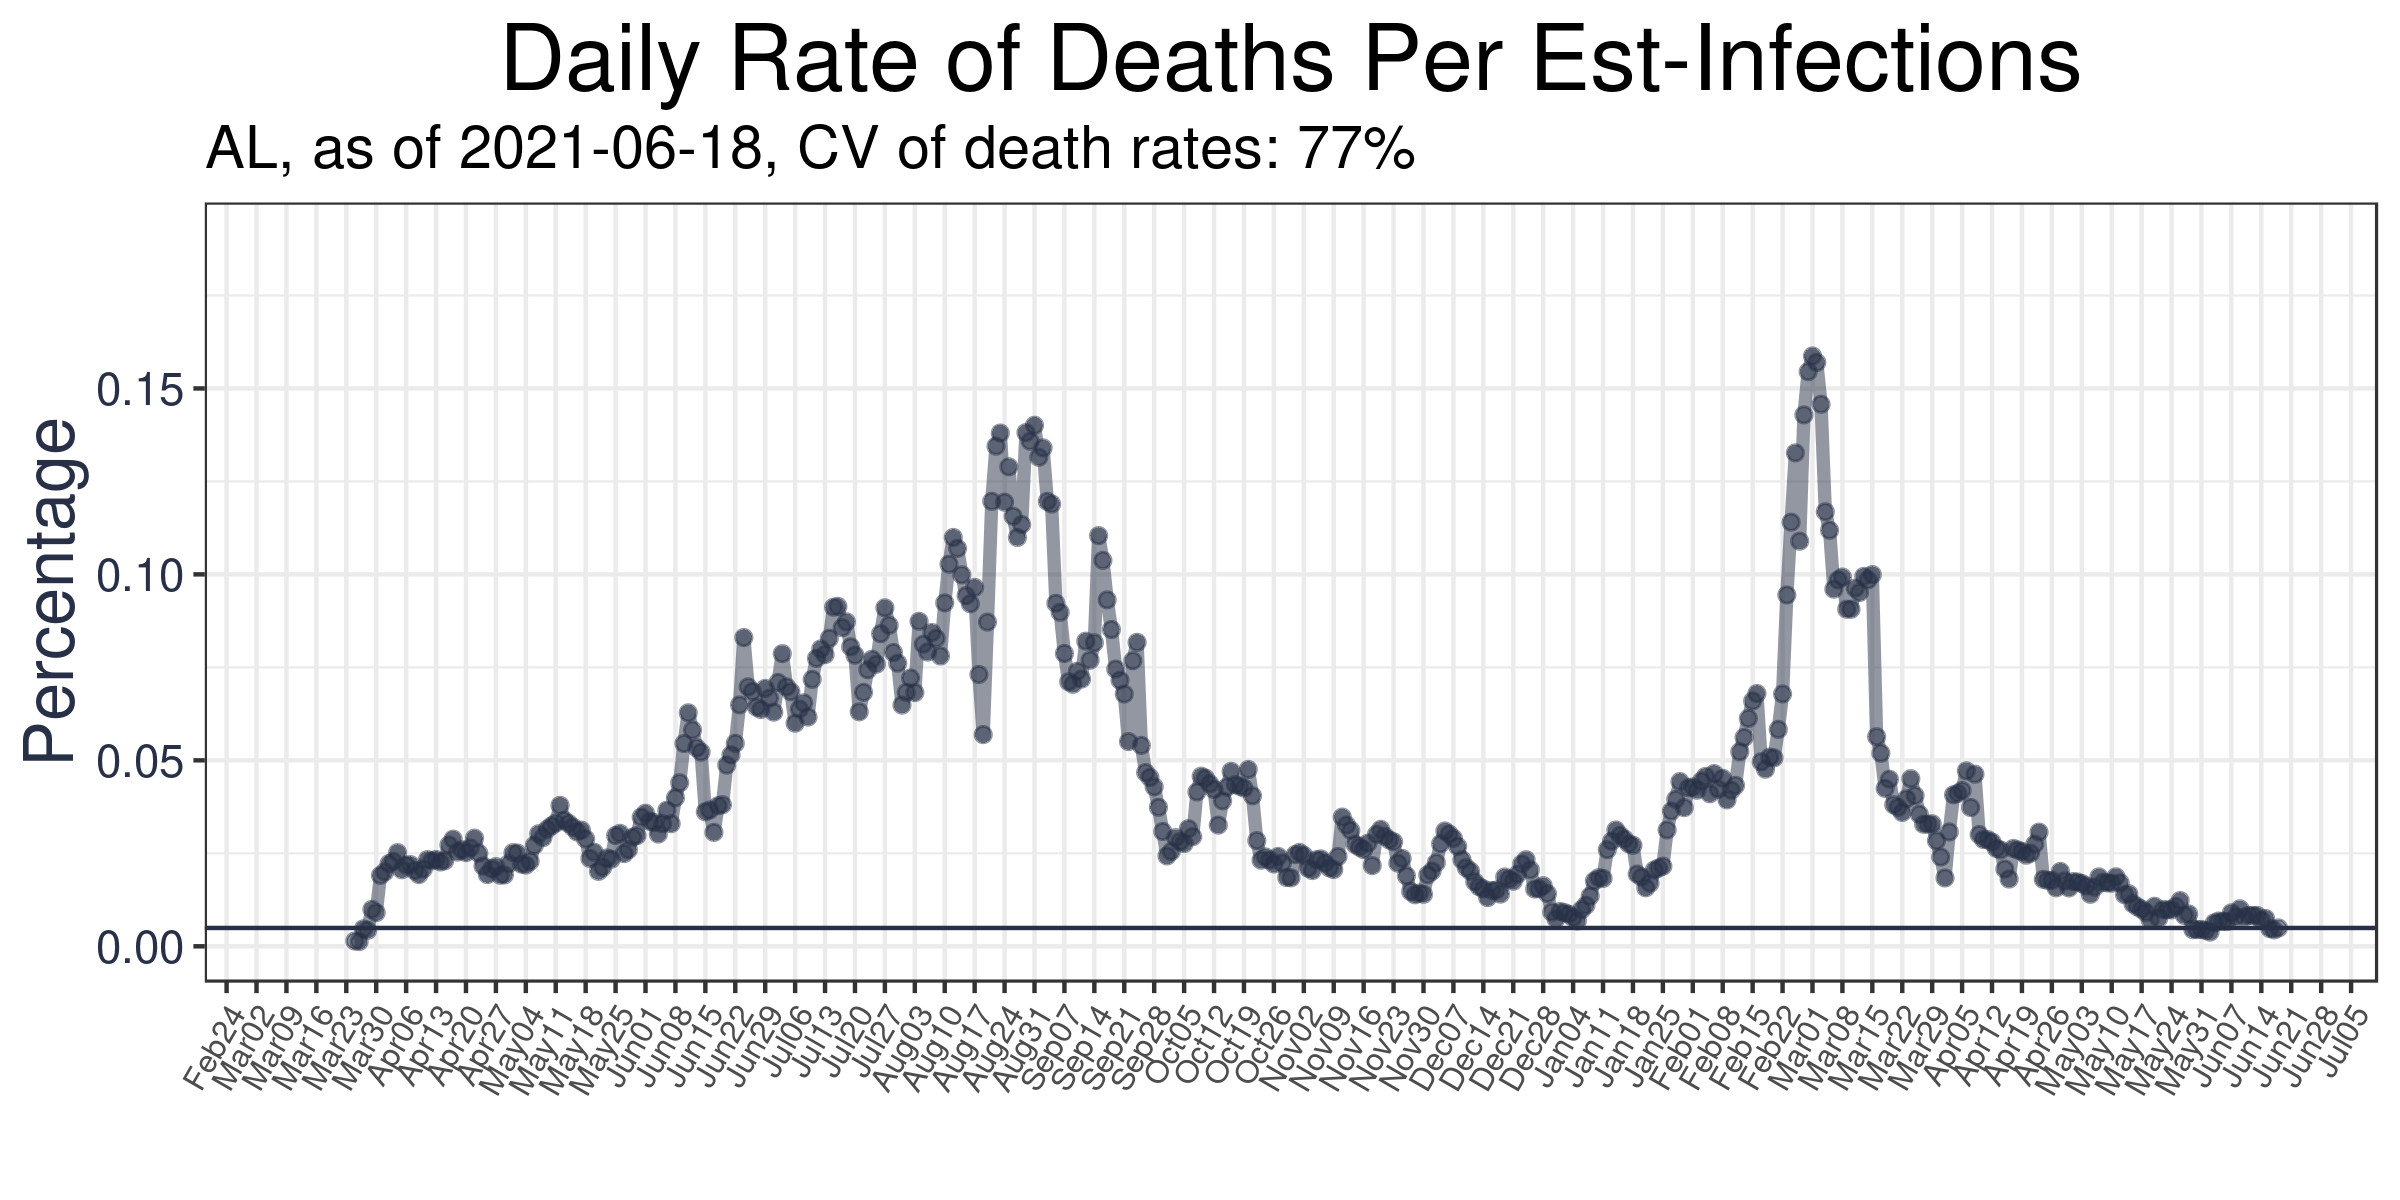 Daily Rate of Deaths Per Est-Infections
AL, as of 2021-06-18, CV of death rates: 77%
Percentage
0.15
0.10
0.05
0.00
Feb24
Mar02
Mar09
Mar16
Mar23
Mar30
Apr06
Apr13
Apr20
Apr27
May04
May11
May18
May25
Jun01
Jun08
Jun15
Jun22
Jun29
Jul06
Jul13
Jul20
Jul27
Aug03
Aug10
Aug17
Aug24
Aug31
Sep07
Sep14
Sep21
Sep28
Oct05
Oct12
Oct19
Oct26
Nov02
Nov09
Nov16
Nov23
Nov30
Dec07
Dec14
Dec21
Dec28
Jan04
Jan11
Jan18
Jan25
Feb01
Feb08
Feb15
Feb22
Mar01
Mar08
Mar15
Mar22
Mar29
Apr05
Apr12
Apr19
Apr26
May03
May10
May17
May24
May31
Jun07
Jun14
Jun21
Jun28
Jul05